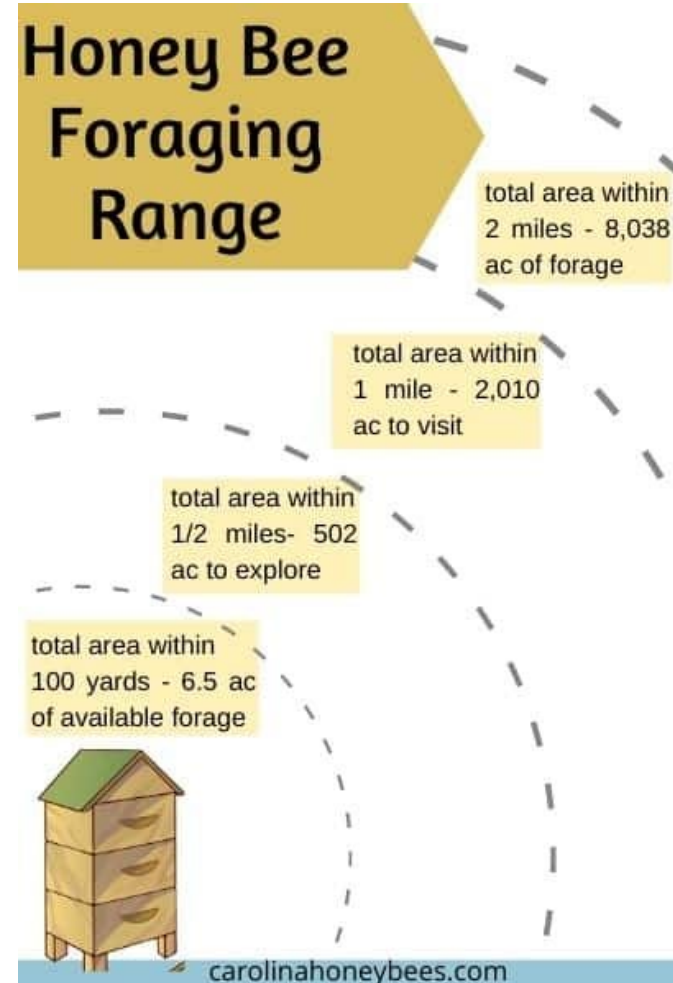 Honey Bee
Foraging
Range
total area within
2 miles - 8,038
ac of forage
total area within
1 mile - 2,010
ac to visit
total area within
1/2 miles- 502
ac to explore
total area within
100 yards - 6.5 ac
of available forage
carolinahoneybees.com